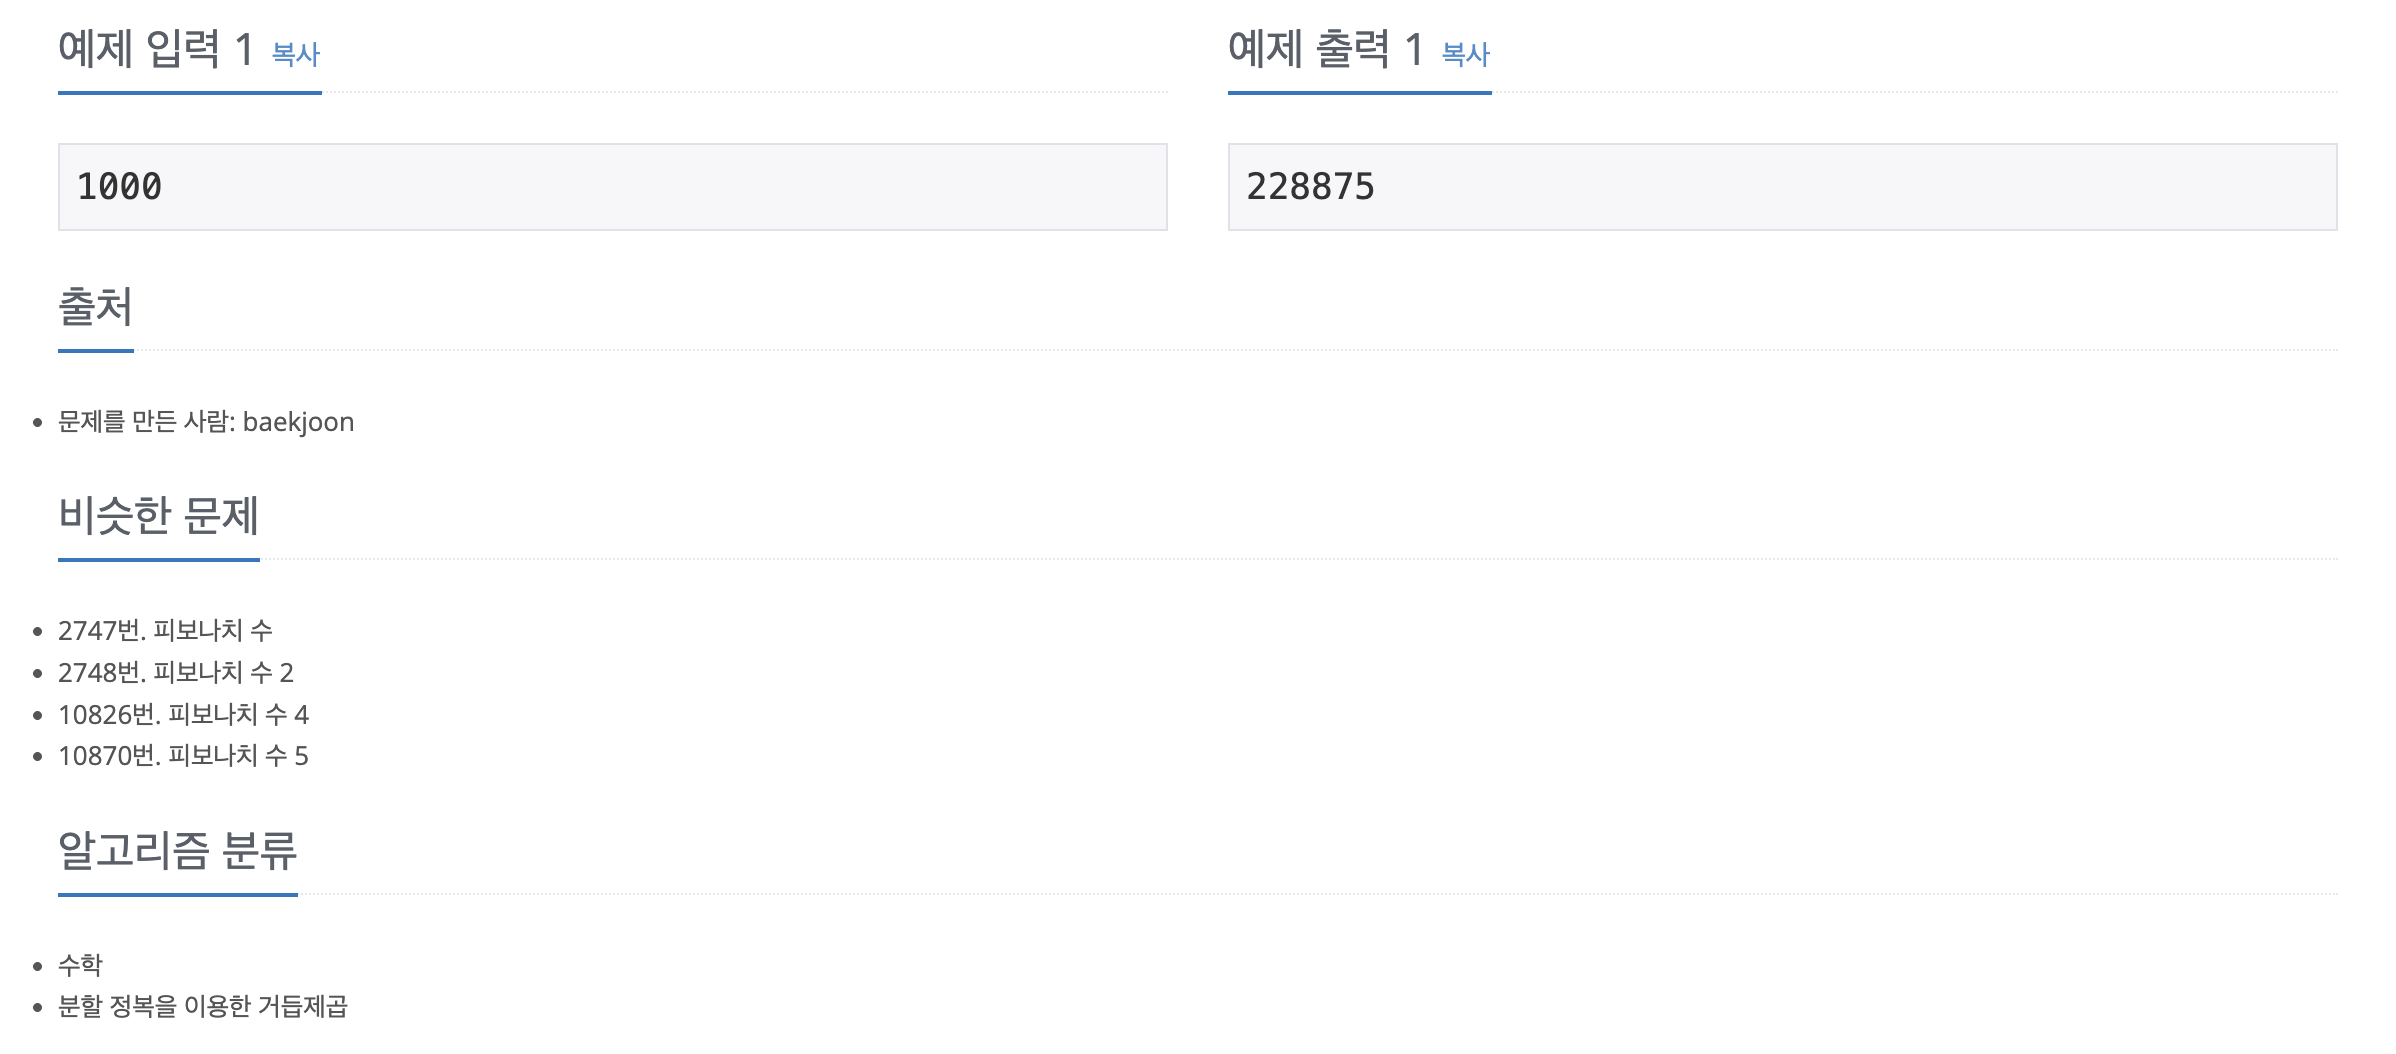 예제 입력 1 복사
1000
예제 출력 1 복사
228875
출처
문제를 만든 사람: baekjoon
비슷한 문제
2747번. 피보나치 수
2748번. 피보나치 수 2
10826번. 피보나치 수 4
10870번. 피보나치 수 5
알고리즘 분류
수학
분할 정복을 이용한 거듭제곱